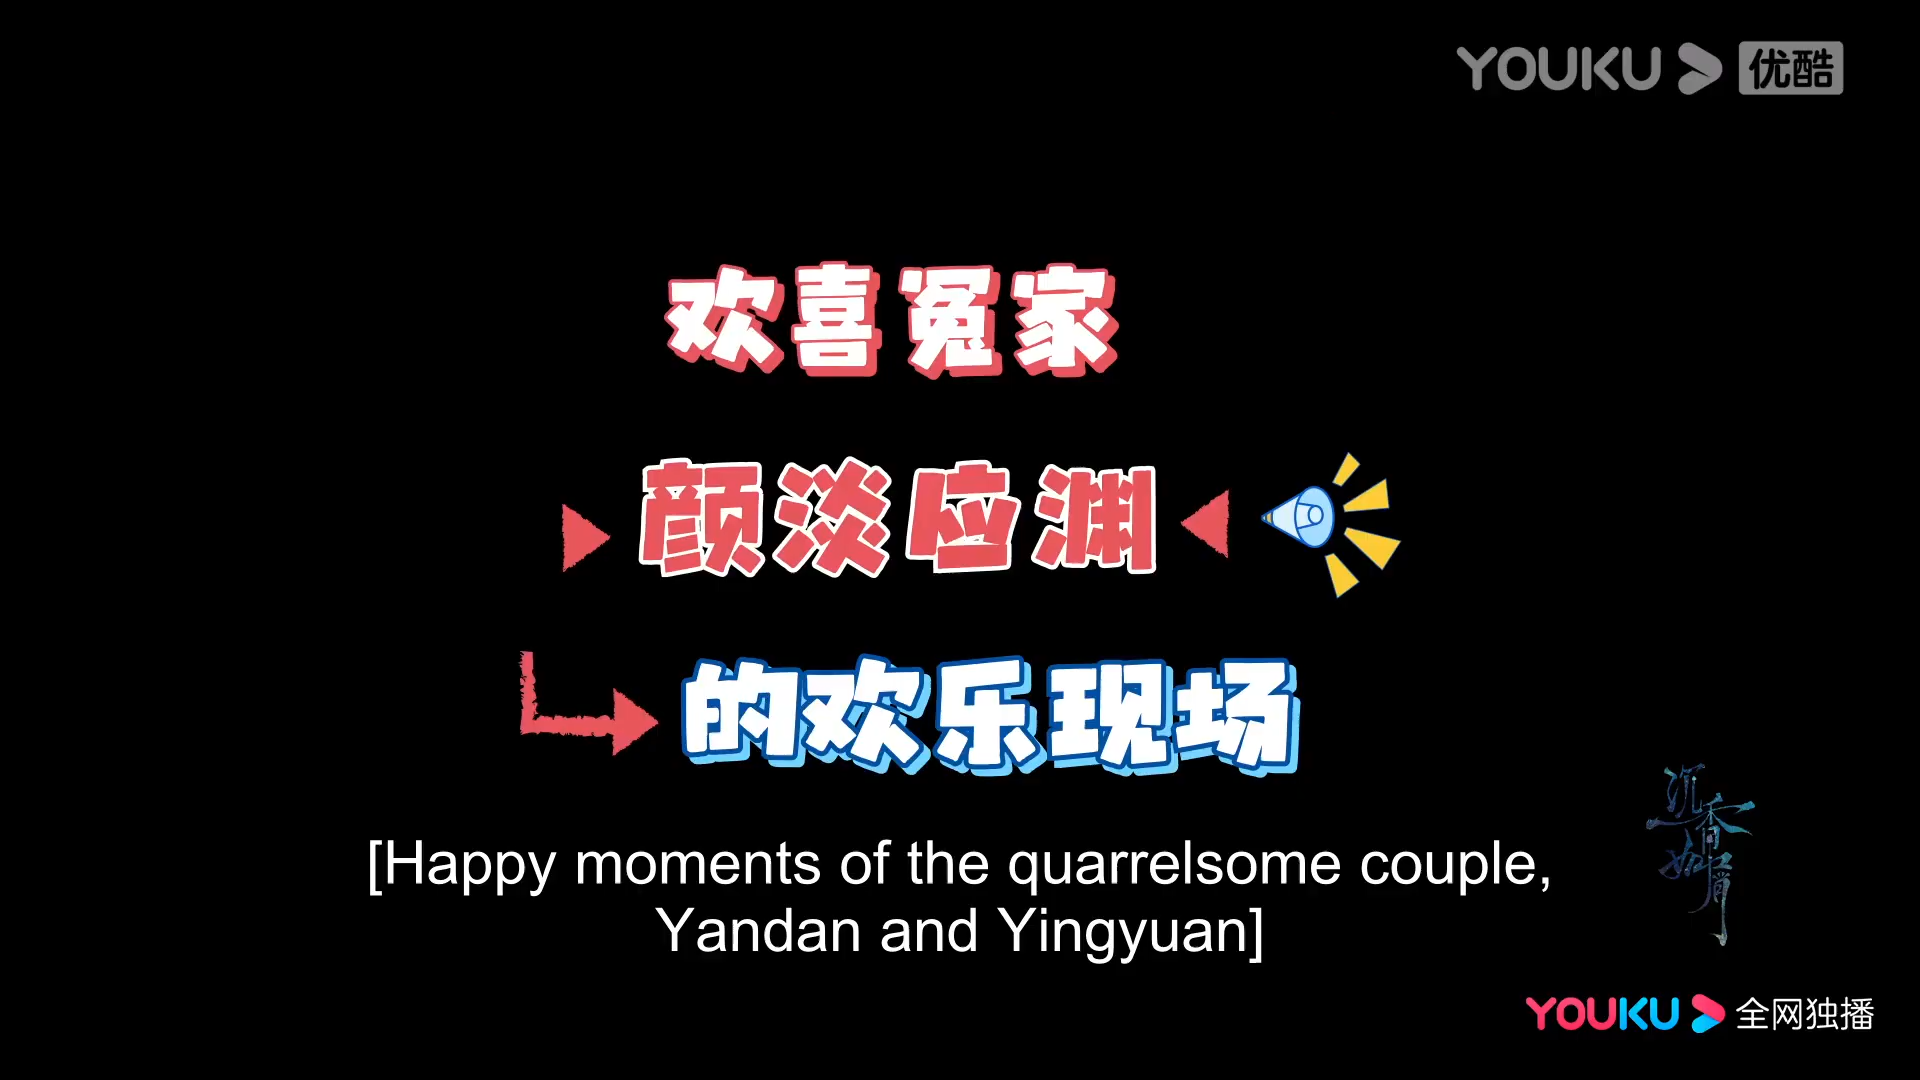 YOUKU 优酷
欢喜冤家
颜淡应渊
的欢乐现场
[Happy moments of the quarrelsome couple,
Yandan and Yingyuan]
沉香如屑
YOUKU 全网独播